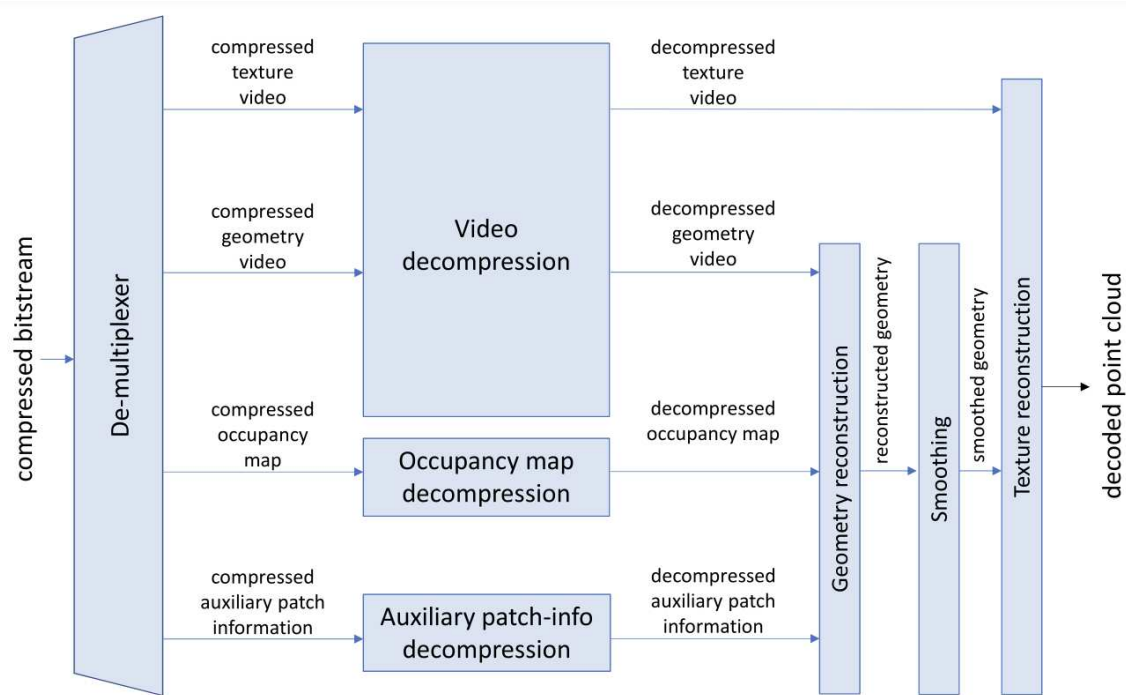 compressed bitstream
De-multiplexer
compressed
texture
video
compressed
geometry
video
compressed
occupancy
map
compressed
auxiliary patch
information
Video
decompression
Occupancy map
decompression
Auxiliary patch-info
decompression
decompressed
texture
video
decompressed
geometry
video
decompressed
occupancy map
decompressed
auxiliary patch
information
Geometry reconstruction
reconstructed geometry
Smoothing
smoothed geometry
Texture reconstruction
decoded point cloud